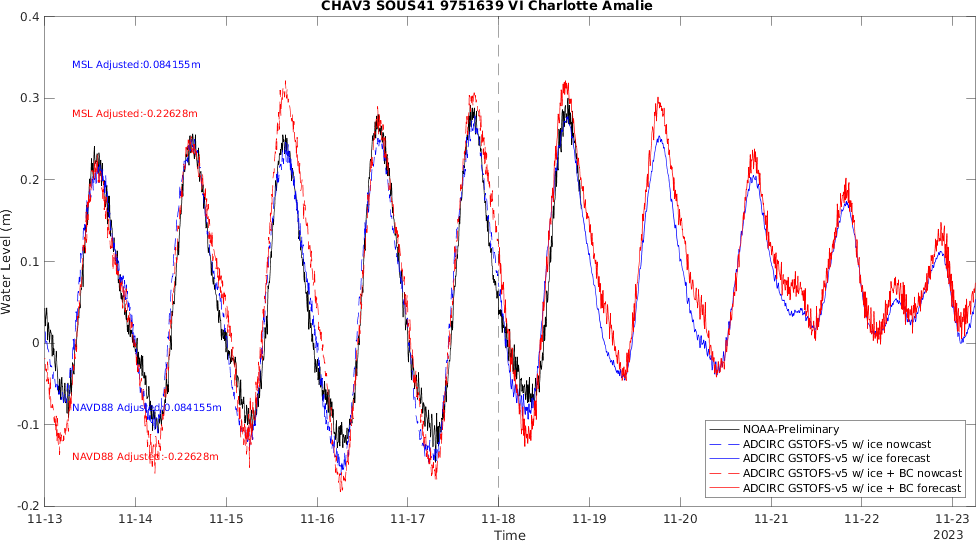 CHAV3 SOUS41 9751639 VI Charlotte Amalie
0.4
MSL Adjusted:0.084155m
0.3
MSL Adjusted:-0.22628m
0.2
Water Level (m)
0.1
0
NAVD88 Adjusted:0.084155m
-0.1
NAVD88 Adjusted:-0.22628m
-0.2
NOAA-Preliminary
ADCIRC GSTOFS-v5 w/ ice nowcast
ADCIRC GSTOFS-v5 w/ ice forecast
ADCIRC GSTOFS-v5 w/ ice + BC nowcast
ADCIRC GSTOFS-v5 w/ ice + BC forecast
11-13 11-14 11-15 11-16 11-17 11-18 11-19 11-20 11-21 11-22 11-23
Time
2023